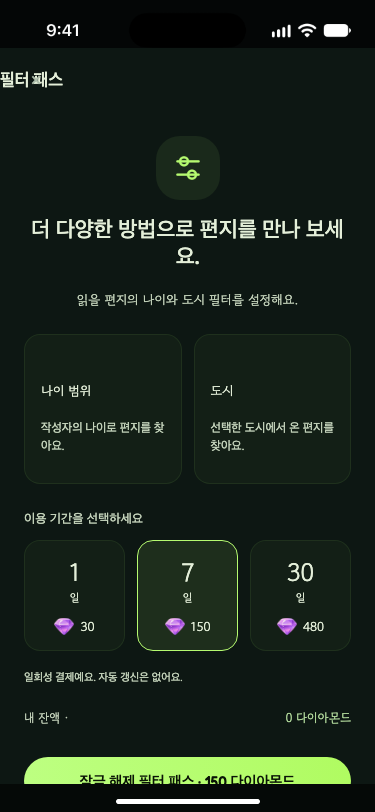 9:41
필터 패스
더 다양한 방법으로 편지를 만나 보세
요.
읽을 편지의 나이와 도시 필터를 설정해요.
나이 범위
작성자의 나이로 편지를 찾
아요.
도시
선택한 도시에서 온 편지를
찾아요.
이용 기간을 선택하세요
1
일
30
7
일
150
30
일
480
일회성 결제예요. 자동 갱신은 없어요.
내 잔액 · 0 다이아몬드
잠금 해제 필터 패스 · 150 다이아몬드